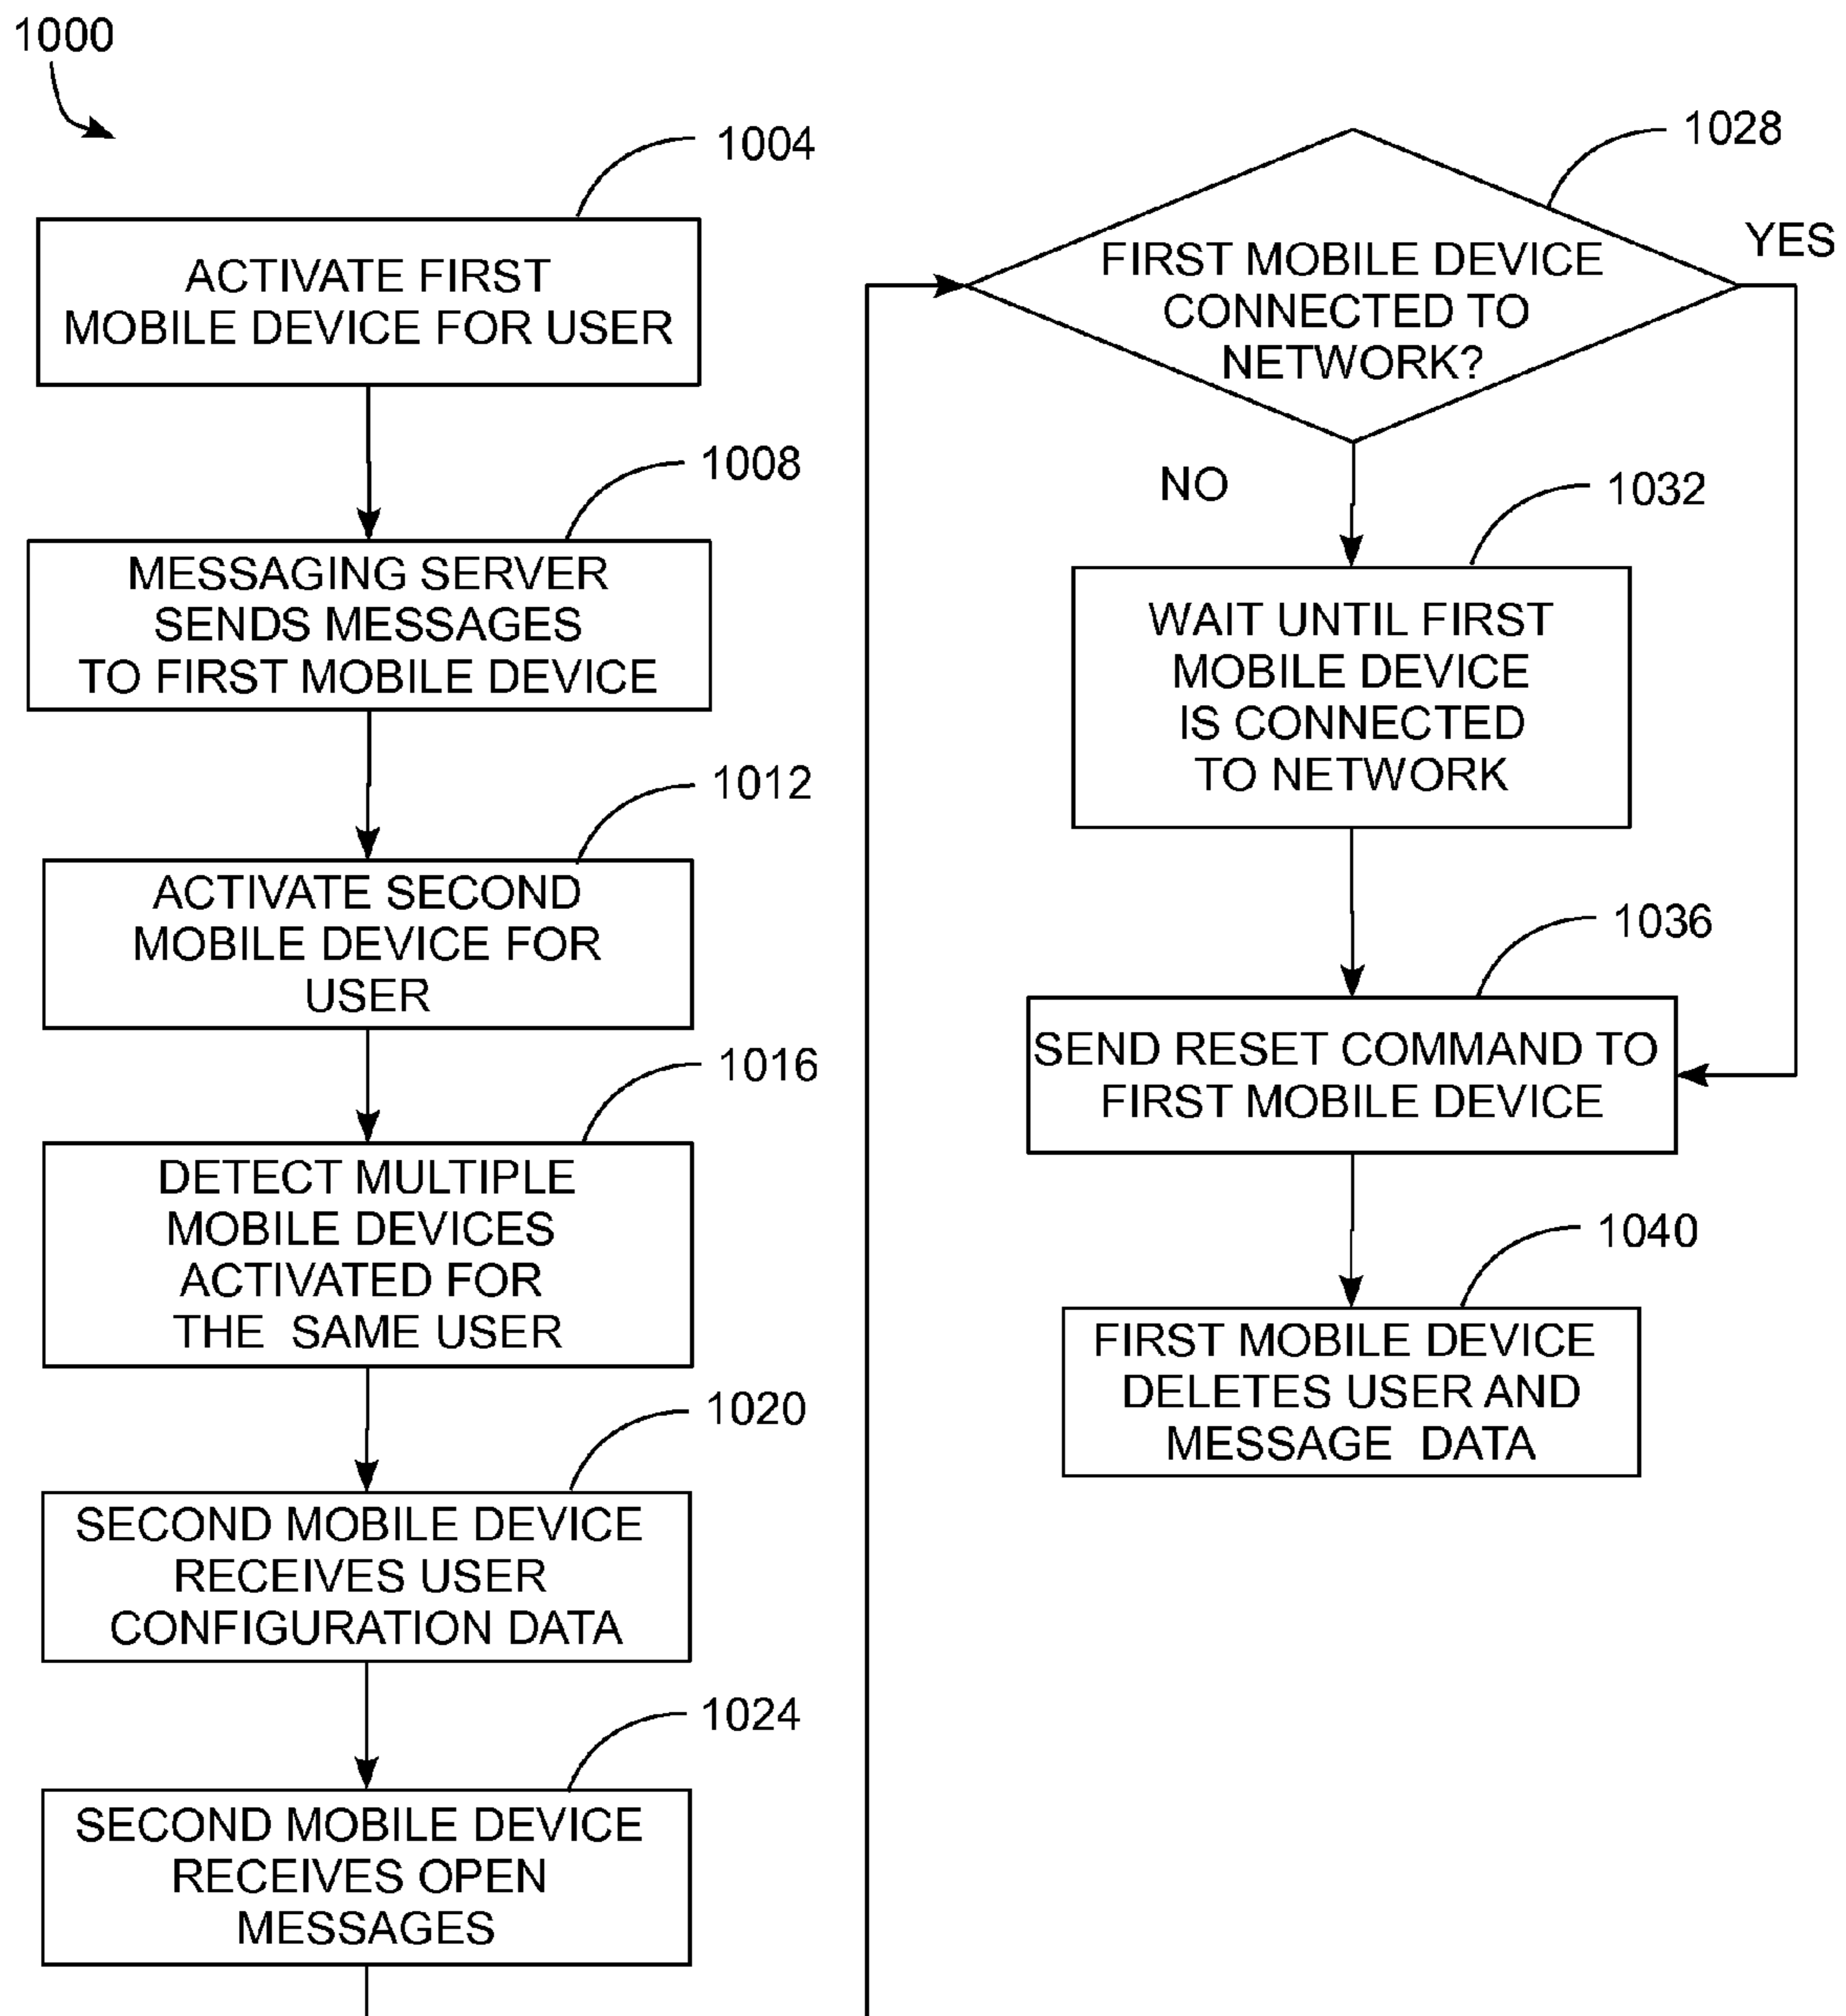 1000
1004
ACTIVATE FIRST
MOBILE DEVICE FOR USER
1008
MESSAGING SERVER
SENDS MESSAGES
TO FIRST MOBILE DEVICE
1012
ACTIVATE SECOND
MOBILE DEVICE FOR
USER
1016
DETECT MULTIPLE
MOBILE DEVICES
ACTIVATED FOR
THE SAME USER
1020
SECOND MOBILE DEVICE
RECEIVES USER
CONFIGURATION DATA
1024
SECOND MOBILE DEVICE
RECEIVES OPEN
MESSAGES
1028
FIRST MOBILE DEVICE
CONNECTED TO
NETWORK?
YES
NO
1032
WAIT UNTIL FIRST
MOBILE DEVICE
IS CONNECTED
TO NETWORK
1036
SEND RESET COMMAND TO
FIRST MOBILE DEVICE
1040
FIRST MOBILE DEVICE
DELETES USER AND
MESSAGE DATA